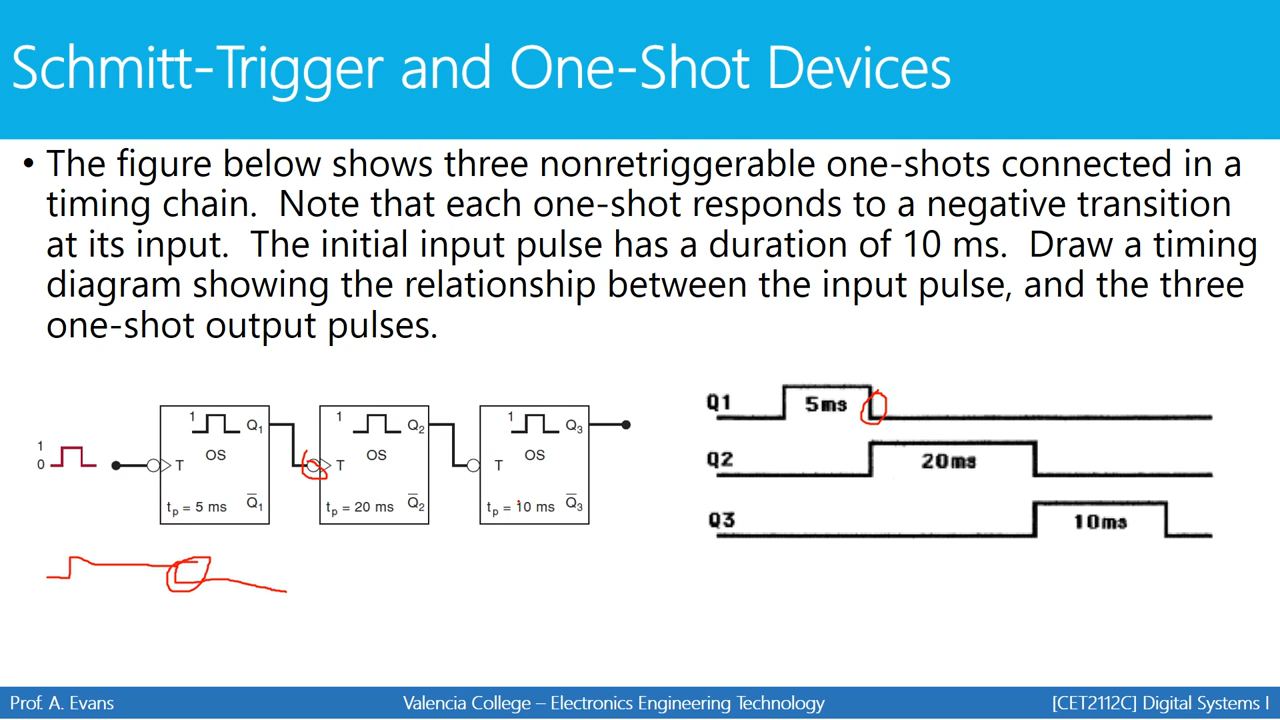 Schmitt-Trigger and One-Shot Devices
• The figure below shows three nonretriggerable one-shots connected in a
timing chain.  Note that each one-shot responds to a negative transition
at its input.  The initial input pulse has a duration of 10 ms.  Draw a timing
diagram showing the relationship between the input pulse, and the three
one-shot output pulses.
1
0
T
1
OS
tp = 5 ms
Q1
Q̅1
T
1
OS
tp = 20 ms
Q2
Q̅2
T
1
OS
tp = 10 ms
Q3
Q̅3
Q1 5ms
Q2 20ms
Q3 10ms
Prof. A. Evans
Valencia College – Electronics Engineering Technology
[CET2112C] Digital Systems I